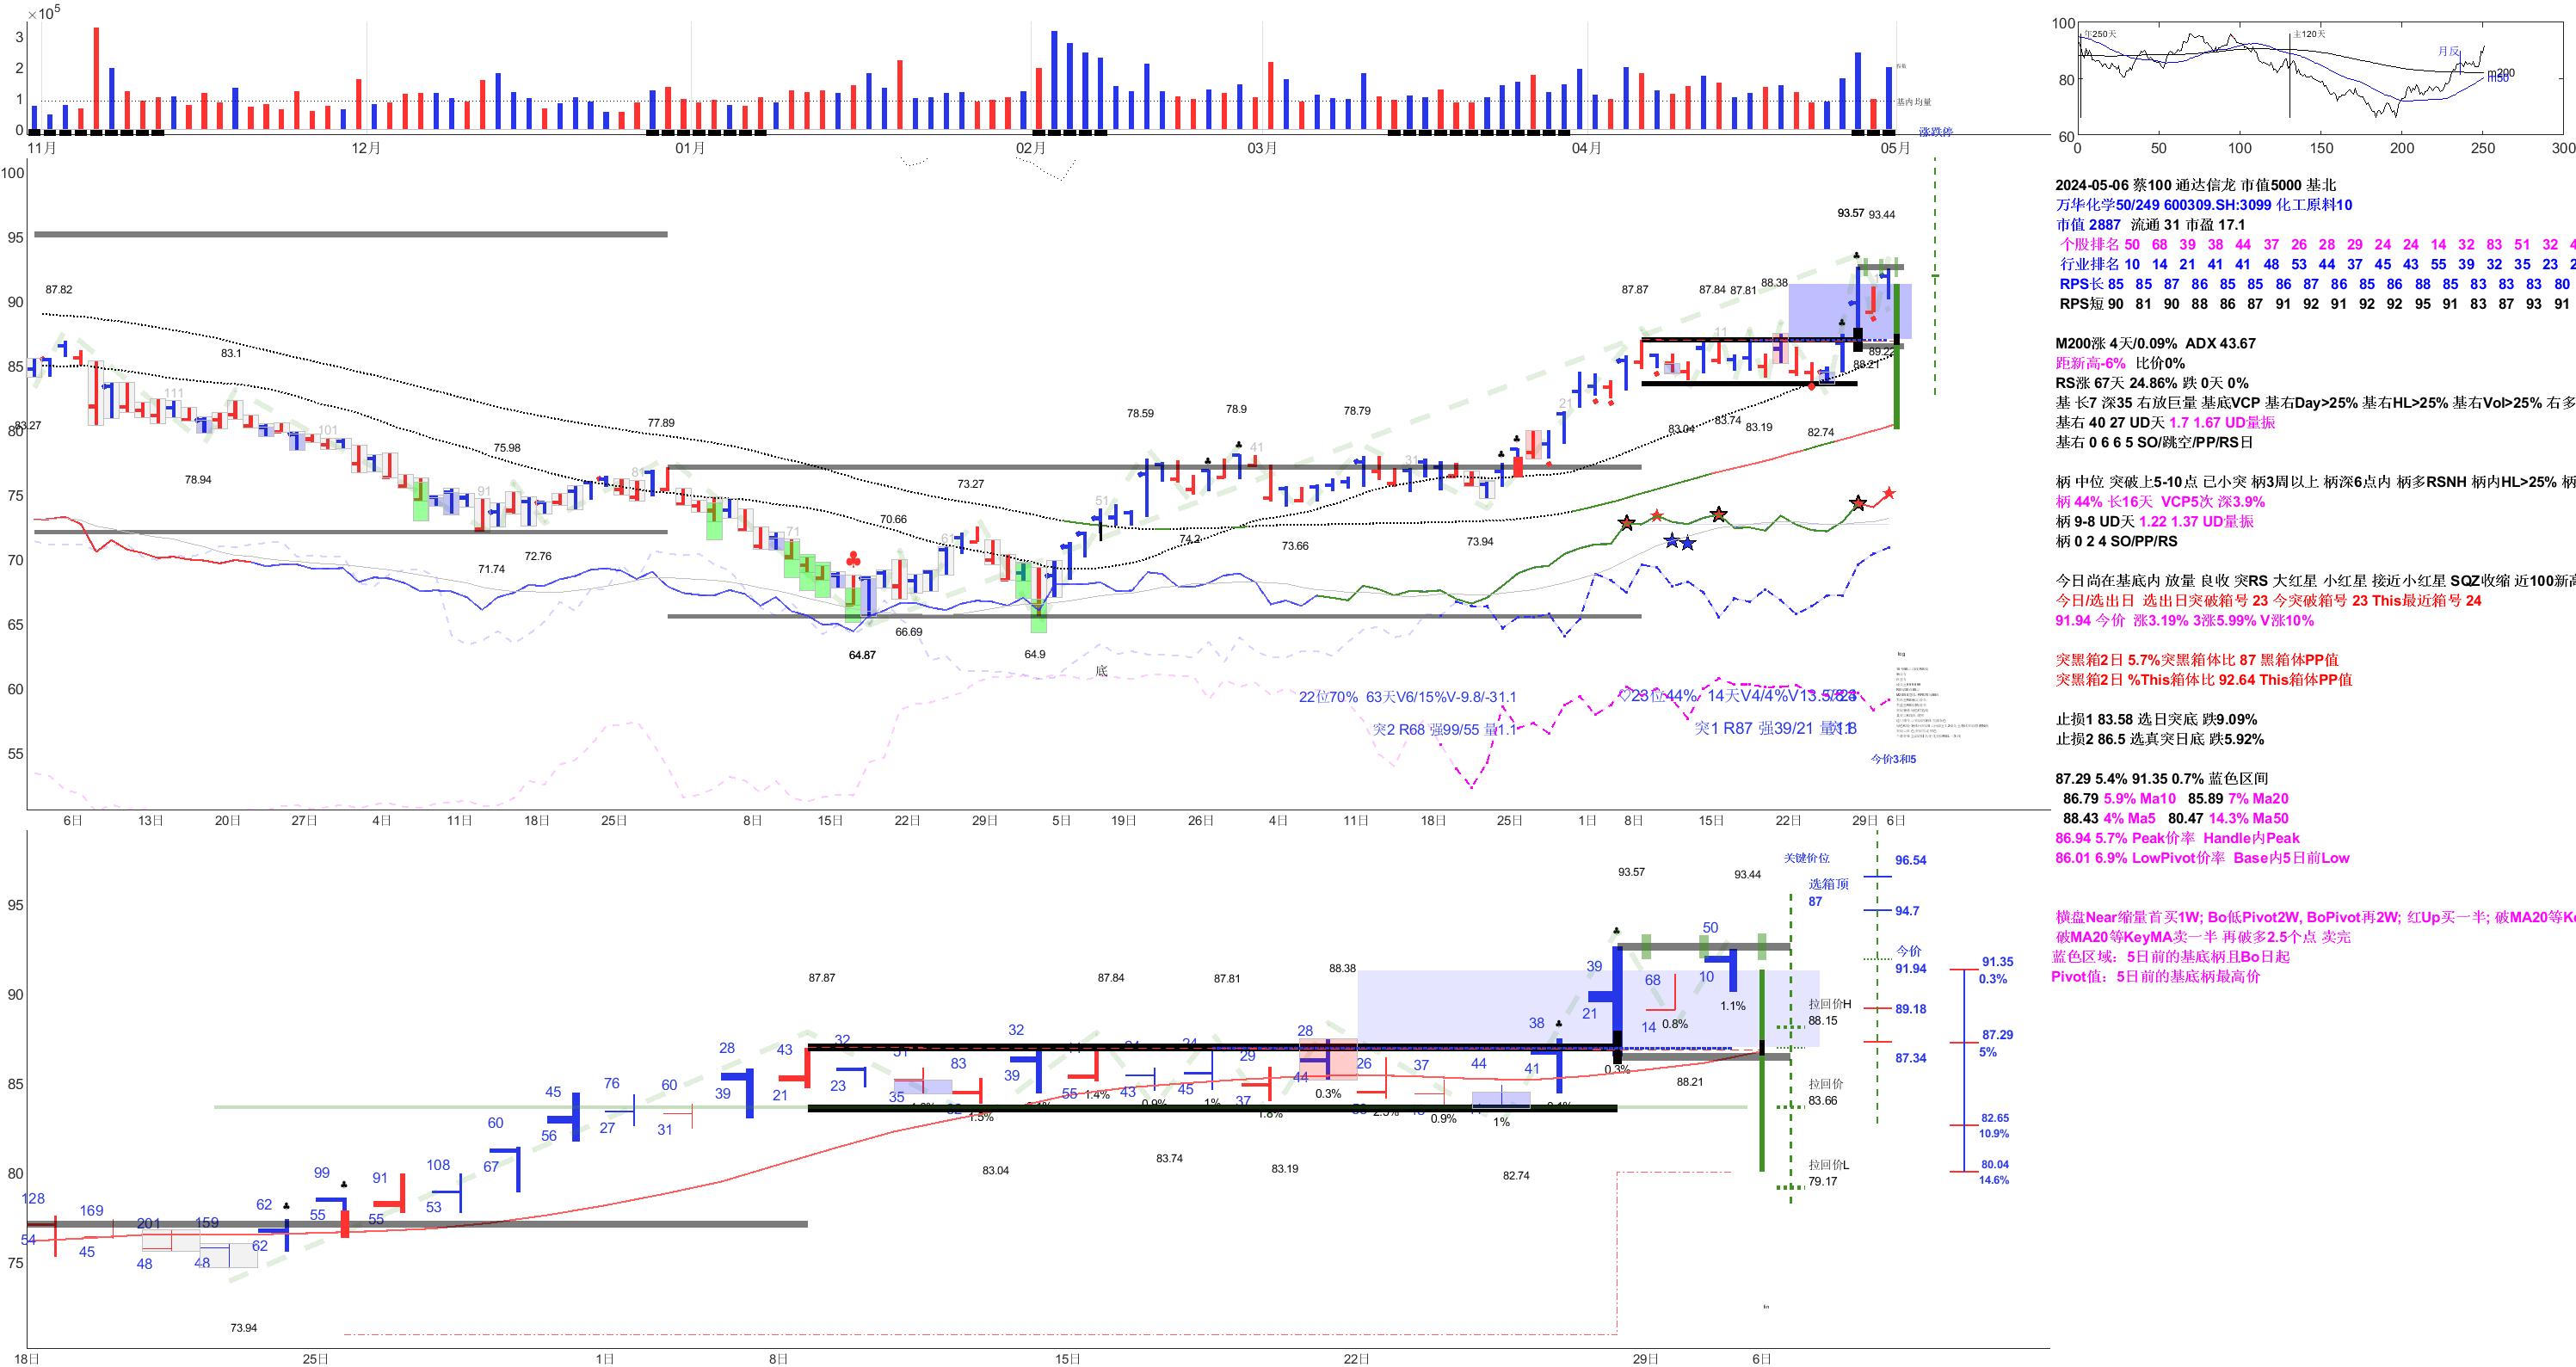 ×10⁵
3
2
1
0
基内均量
涨跌停
11月 12月 01月 02月 03月 04月 05月
100
80
60
0 50 100 150 200 250 300
年250天
主120天
月反
m200
m50
100
95
90
85
80
75
70
65
60
55
87.82
83.27
83.1
78.94
111
101
91
81
71
61
51
41
31
21
11
75.98
71.74
72.76
77.89
64.87
70.66
66.69
73.27
64.9
底
78.59
74.2
78.9
73.66
78.79
73.94
87.87
83.04
87.84
83.74
87.81
83.19
88.38
82.74
93.57
93.44
89.22
88.21
22位70% 63天V6/15%V-9.8/-31.1
突2 R68 强99/55 量1.1
突1 R87 强39/21
今价3和5
6日 13日 20日 27日 4日 11日 18日 25日 8日 15日 22日 29日 5日 19日 26日 4日 11日 18日 25日 1日 8日 15日 22日 29日 6日
2024-05-06 蔡100 通达信龙 市值5000 基北
万华化学50/249 600309.SH:3099 化工原料10
市值 2887 流通 31 市盈 17.1
个股排名 50 68 39 38 44 37 26 28 29 24 24 14 32 83 51 32 4
行业排名 10 14 21 41 41 48 53 44 37 45 43 55 39 32 35 23 2
RPS长 85 85 87 86 85 85 86 87 86 85 86 88 85 83 83 83 80
RPS短 90 81 90 88 86 87 91 92 91 92 92 95 91 83 87 93 91
M200涨 4天/0.09% ADX 43.67
距新高-6% 比价0%
RS涨 67天 24.86% 跌 0天 0%
基 长7 深35 右放巨量 基底VCP 基右Day>25% 基右HL>25% 基右Vol>25% 右多
基右 40 27 UD天 1.7 1.67 UD量振
基右 0 6 6 5 SO/跳空/PP/RS日
柄 中位 突破上5-10点 已小突 柄3周以上 柄深6点内 柄多RSNH 柄内HL>25% 柄
柄 44% 长16天 VCP5次 深3.9%
柄 9-8 UD天 1.22 1.37 UD量振
柄 0 2 4 SO/PP/RS
今日尚在基底内 放量 良收 突RS 大红星 小红星 接近小红星 SQZ收缩 近100新高
今日/选出日 选出日突破箱号 23 今突破箱号 23 This最近箱号 24
91.94 今价 涨3.19% 3涨5.99% V涨10%
突黑箱2日 5.7%突黑箱体比 87 黑箱体PP值
突黑箱2日 %This箱体比 92.64 This箱体PP值
止损1 83.58 选日突底 跌9.09%
止损2 86.5 选真突日底 跌5.92%
87.29 5.4% 91.35 0.7% 蓝色区间
86.79 5.9% Ma10 85.89 7% Ma20
88.43 4% Ma5 80.47 14.3% Ma50
86.94 5.7% Peak价率 Handle内Peak
86.01 6.9% LowPivot价率 Base内5日前Low
横盘Near缩量首买1W; Bo低Pivot2W, BoPivot再2W; 红Up买一半; 破MA20等Ke
破MA20等KeyMA卖一半 再破多2.5个点 卖完
蓝色区域：5日前的基底柄且Bo日起
Pivot值：5日前的基底柄最高价
95
90
85
80
75
128
54
169
45
201
48
159
48
62
62
99
55
91
55
108
53
60
67
45
56
76
27
60
31
28
39
43
21
32
23
35
83
1.5%
32
39
55
1.4%
43
0.9%
45
1%
29
37
1.8%
28
44
0.3%
26
37
0.9%
44
1%
38
41
39
21
0.3%
68
14
0.8%
50
10
1.1%
73.94
87.87
83.04
87.84
83.74
87.81
83.19
88.38
82.74
93.57
88.21
93.44
关键价位
选箱顶
87
拉回价H
88.15
拉回价
83.66
拉回价L
79.17
96.54
94.7
今价
91.94
89.18
87.34
91.35
0.3%
87.29
5%
82.65
10.9%
80.04
14.6%
18日 25日 1日 8日 15日 22日 29日 6日